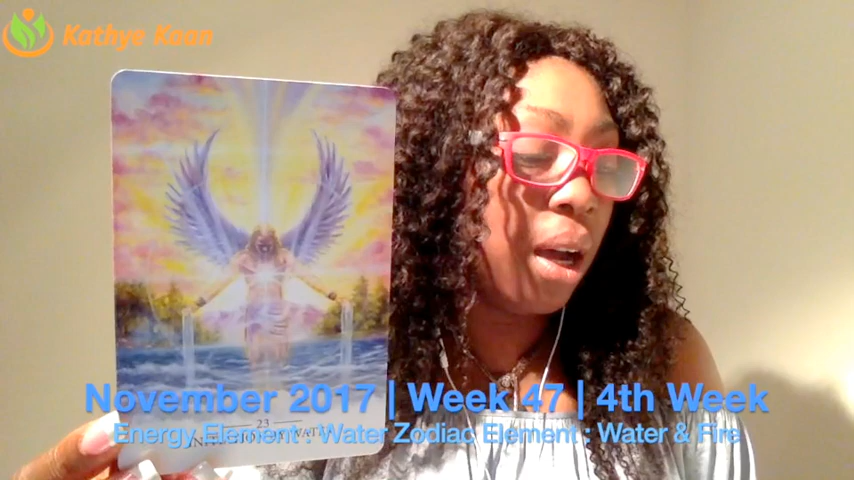 Kathye Koan
November 2017 | Week 47 | 4th Week
23
Energy Element : Water Zodiac Element : Water & Fire